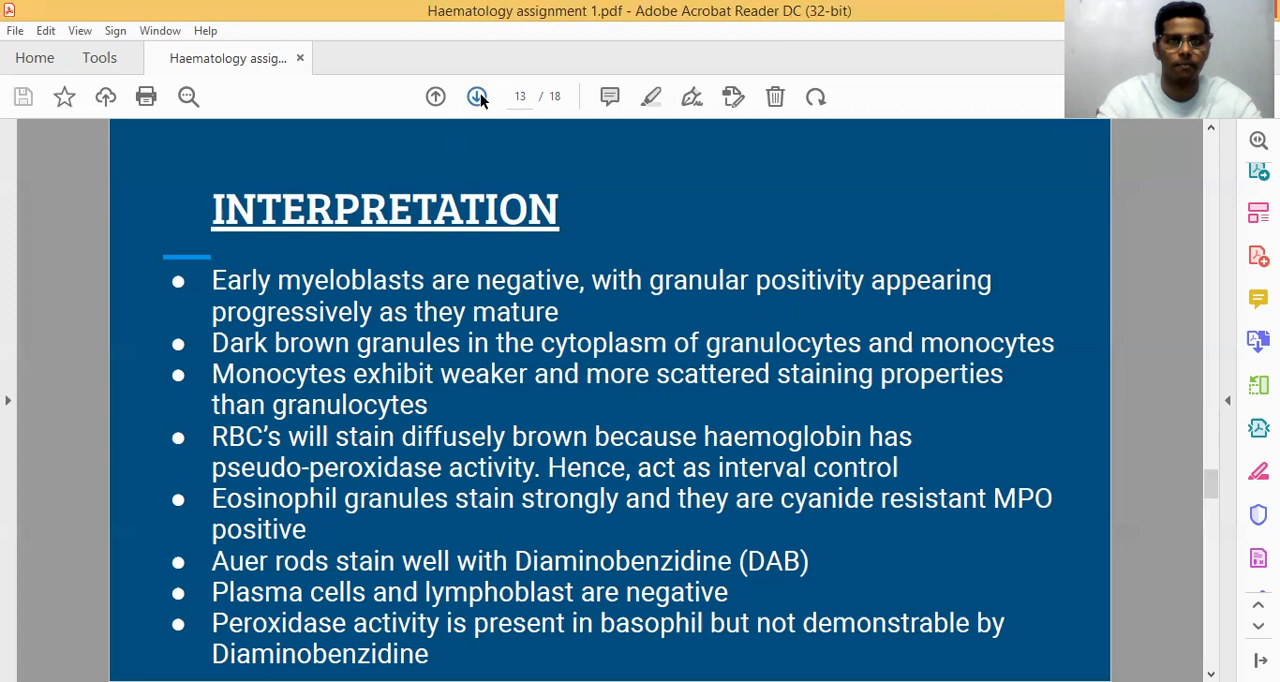 Haematology assignment 1.pdf - Adobe Acrobat Reader DC (32-bit)
File Edit View Sign Window Help
Home Tools Haematology assig... ×
13 / 18
INTERPRETATION
● Early myeloblasts are negative, with granular positivity appearing
progressively as they mature
● Dark brown granules in the cytoplasm of granulocytes and monocytes
● Monocytes exhibit weaker and more scattered staining properties
than granulocytes
● RBC's will stain diffusely brown because haemoglobin has
pseudo-peroxidase activity. Hence, act as interval control
● Eosinophil granules stain strongly and they are cyanide resistant MPO
positive
● Auer rods stain well with Diaminobenzidine (DAB)
● Plasma cells and lymphoblast are negative
● Peroxidase activity is present in basophil but not demonstrable by
Diaminobenzidine